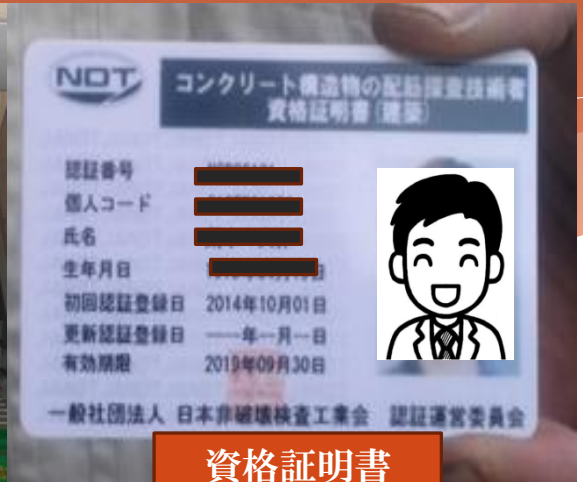 NDT
コンクリート構造物の配筋探査技術者
資格証明書(建築)
認証番号
個人コード
氏名
生年月日 日
初回認証登録日 2014年10月01日
更新認証登録日 ----年--月--日
有効期限 2019年09月30日
一般社団法人 日本非破壊検査工業会 認証運営委員会
資格証明書